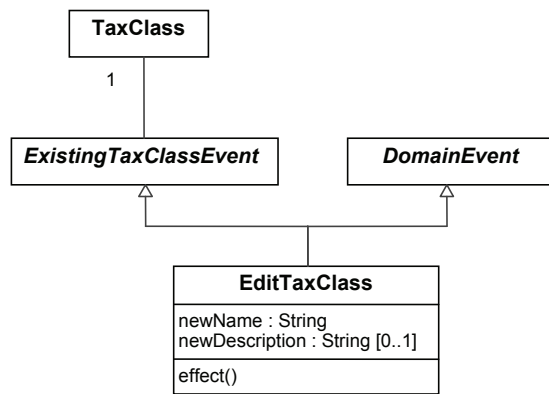 TaxClass
1
ExistingTaxClassEvent
DomainEvent
EditTaxClass
newName : String
newDescription : String [0..1]
effect()